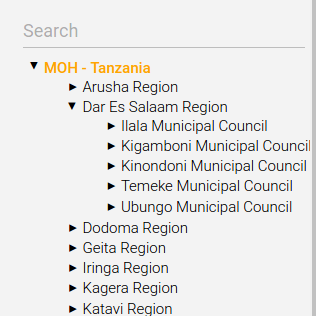 Search
MOH - Tanzania
Arusha Region
Dar Es Salaam Region
Ilala Municipal Council
Kigamboni Municipal Council
Kinondoni Municipal Council
Temeke Municipal Council
Ubungo Municipal Council
Dodoma Region
Geita Region
Iringa Region
Kagera Region
Katavi Region